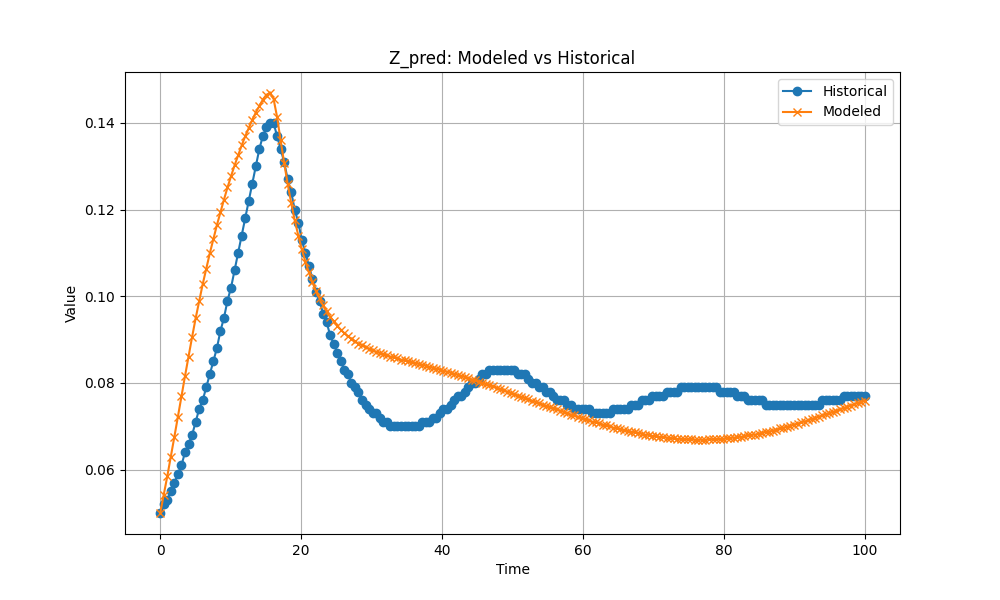 Z_pred: Modeled vs Historical
Historical
Modeled
Value
0.14
0.12
0.10
0.08
0.06
0 20 40 60 80 100
Time